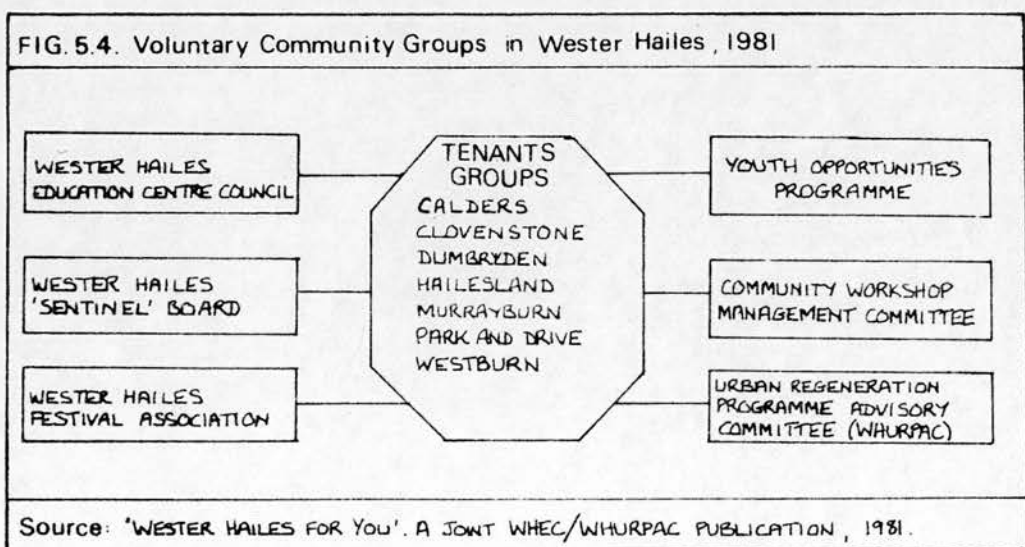 FIG. 5.4. Voluntary Community Groups in Wester Hailes, 1981
WESTER HAILES
EDUCATION CENTRE COUNCIL
WESTER HAILES
'SENTINEL' BOARD
WESTER HAILES
FESTIVAL ASSOCIATION
TENANTS
GROUPS
CALDERS
CLOVENSTONE
DUMBRYDEN
HAILESLAND
MURRAYBURN
PARK AND DRIVE
WESTBURN
YOUTH OPPORTUNITIES
PROGRAMME
COMMUNITY WORKSHOP
MANAGEMENT COMMITTEE
URBAN REGENERATION
PROGRAMME ADVISORY
COMMITTEE (WHURPAC)
Source: 'WESTER HAILES FOR YOU'. A JOINT WHEC/WHURPAC PUBLICATION, 1981.